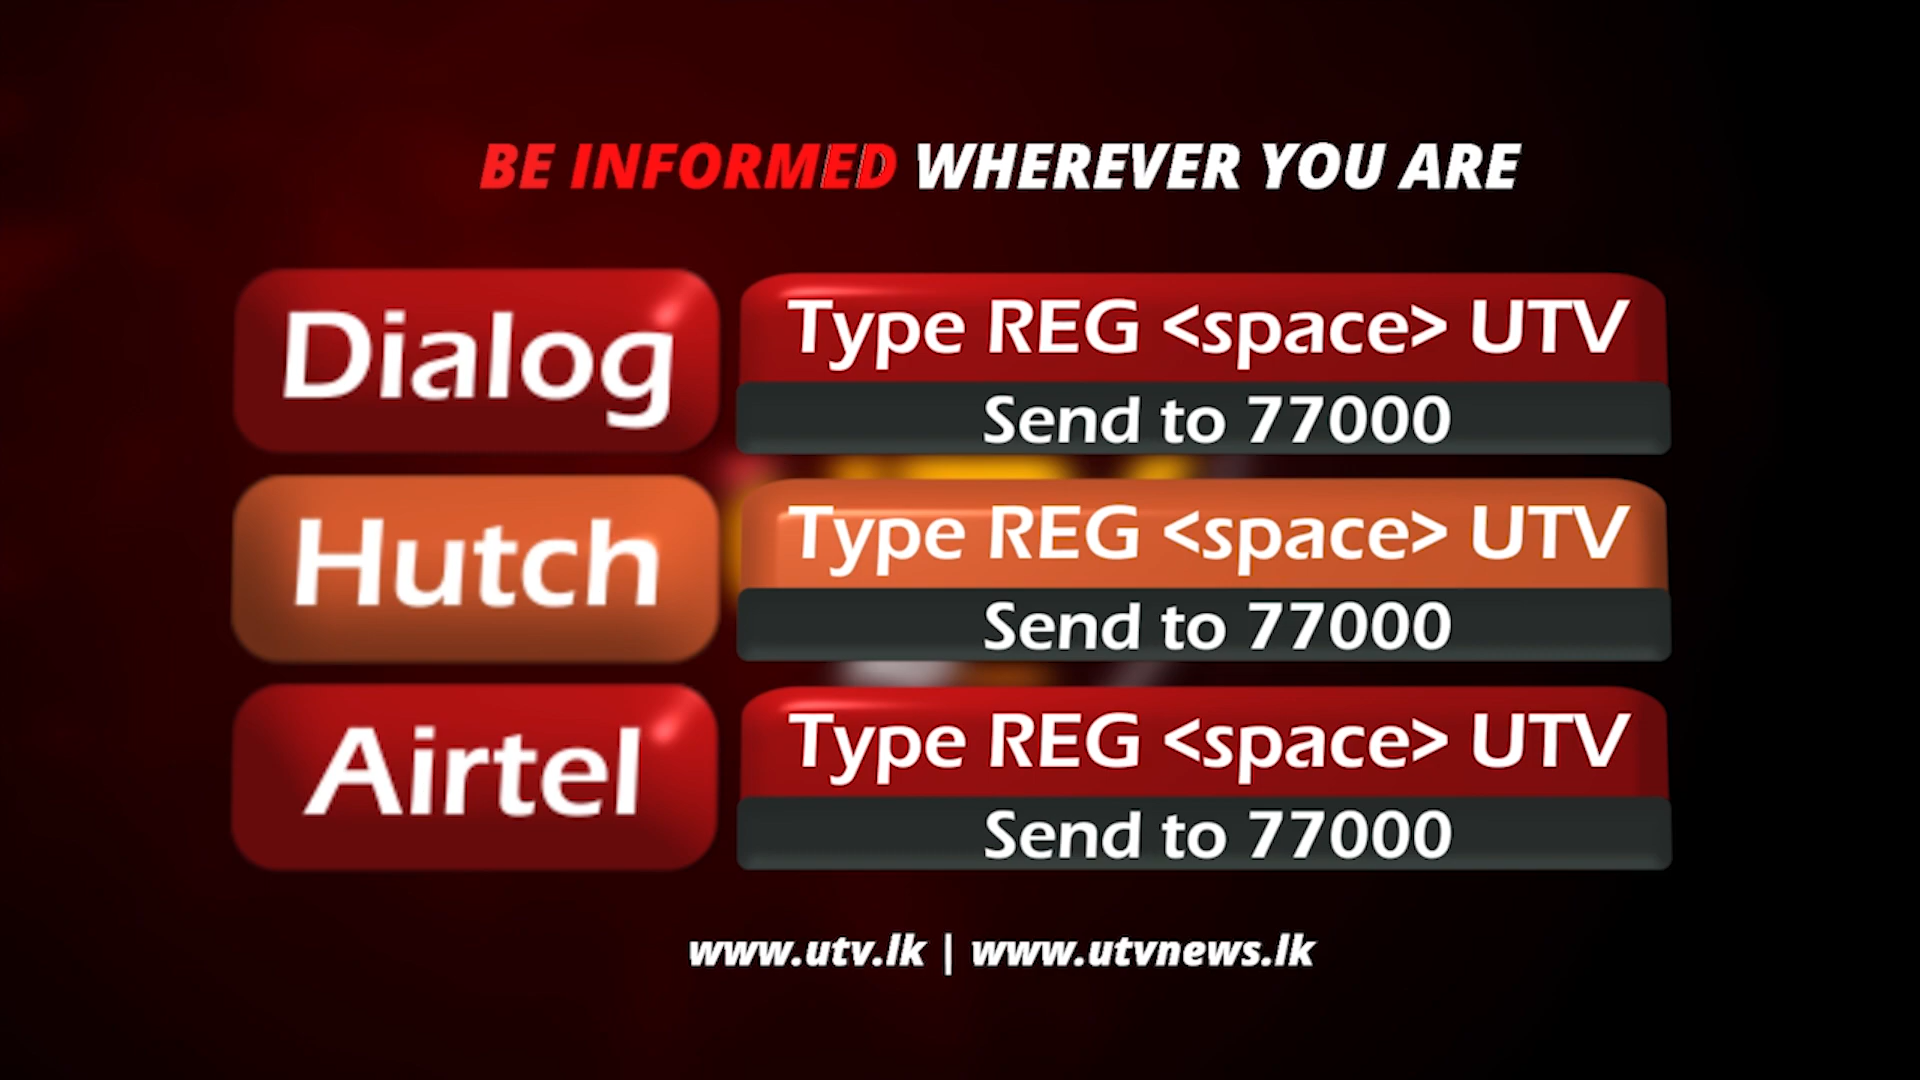 BE INFORMED WHEREVER YOU ARE
Dialog
Type REG <space> UTV
Send to 77000
Hutch
Type REG <space> UTV
Send to 77000
Airtel
Type REG <space> UTV
Send to 77000
www.utv.lk | www.utvnews.lk